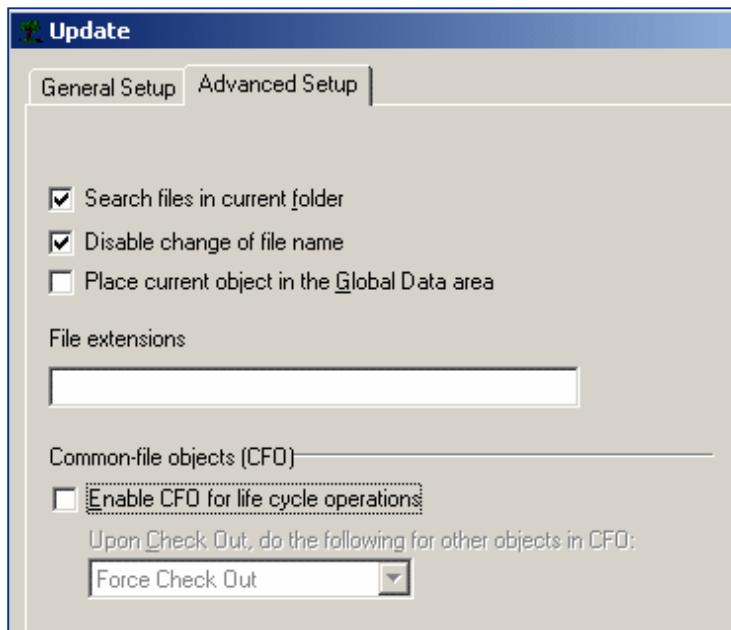 Update
General Setup
Advanced Setup
Search files in current folder
Disable change of file name
Place current object in the Global Data area
File extensions
Common-file objects (CFO)
Enable CFO for life cycle operations
Upon Check Out, do the following for other objects in CFO:
Force Check Out